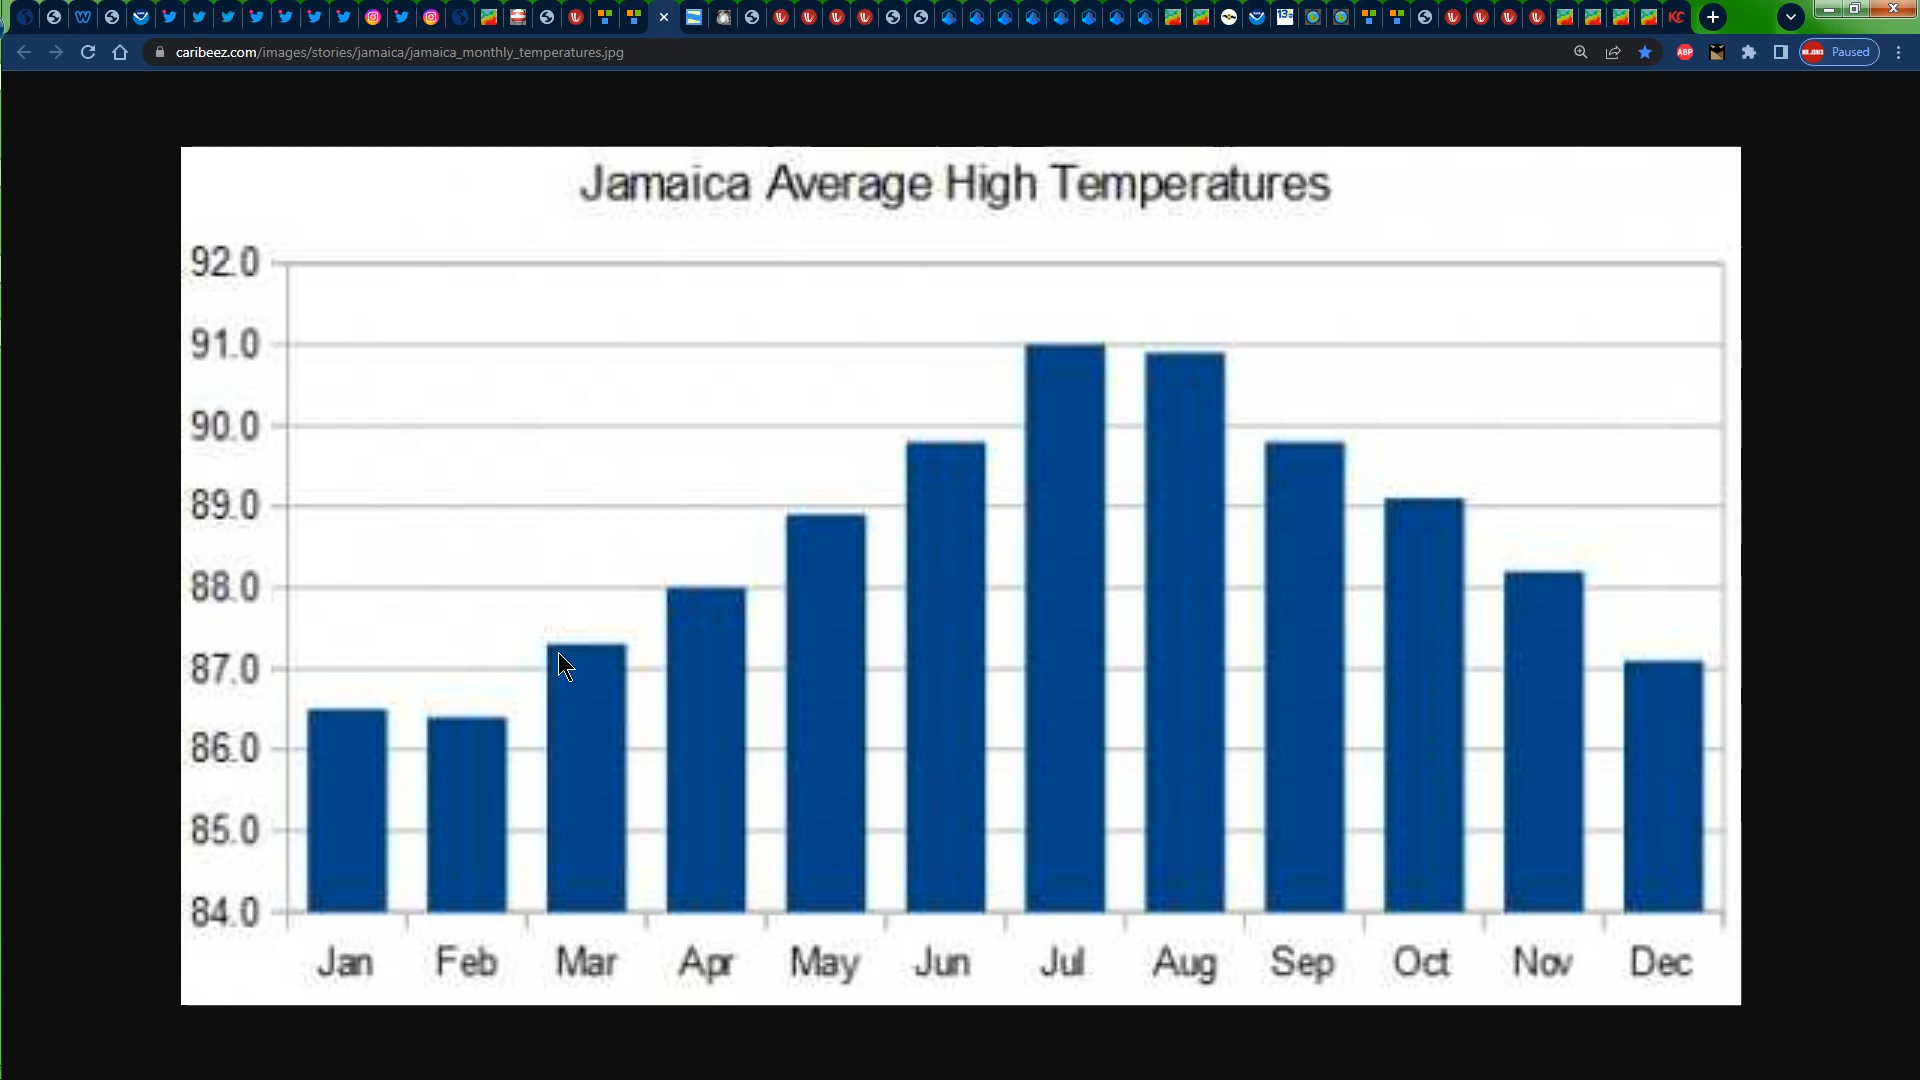 caribeez.com/images/stories/jamaica/jamaica_monthly_temperatures.jpg
ABP
Paused
Jamaica Average High Temperatures
92.0
91.0
90.0
89.0
88.0
87.0
86.0
85.0
84.0
Jan Feb Mar Apr May Jun Jul Aug Sep Oct Nov Dec